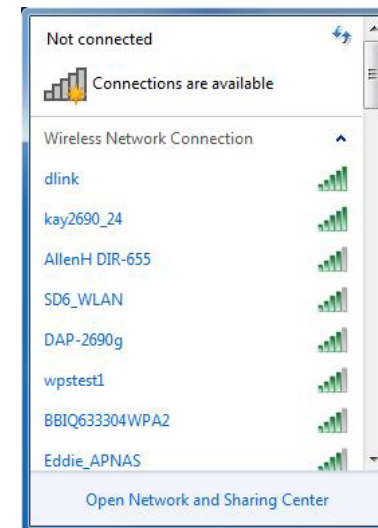 Not connected
Connections are available
Wireless Network Connection
dlink
kay2690_24
AllenH DIR-655
SD6_WLAN
DAP-2690g
wpstest1
BBIQ633304WPA2
Eddie_APNAS
Open Network and Sharing Center